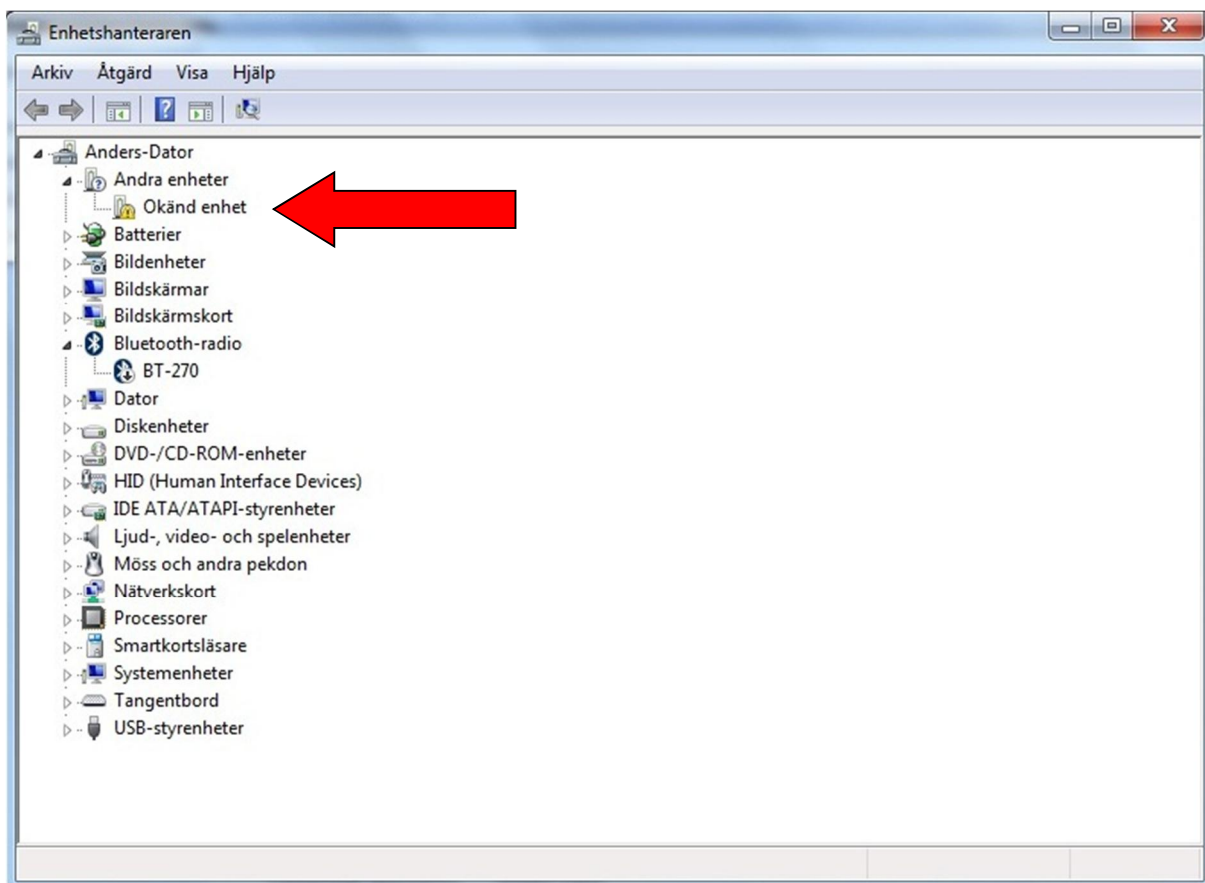 Enhetshanteraren
Arkiv Åtgärd Visa Hjälp
Anders-Dator
Andra enheter
Okänd enhet
Batterier
Bildenheter
Bildskärmar
Bildskärmskort
Bluetooth-radio
BT-270
Dator
Diskenheter
DVD-/CD-ROM-enheter
HID (Human Interface Devices)
IDE ATA/ATAPI-styrenheter
Ljud-, video- och spelenheter
Möss och andra pekdon
Nätverkskort
Processorer
Smartkortsläsare
Systemenheter
Tangentbord
USB-styrenheter